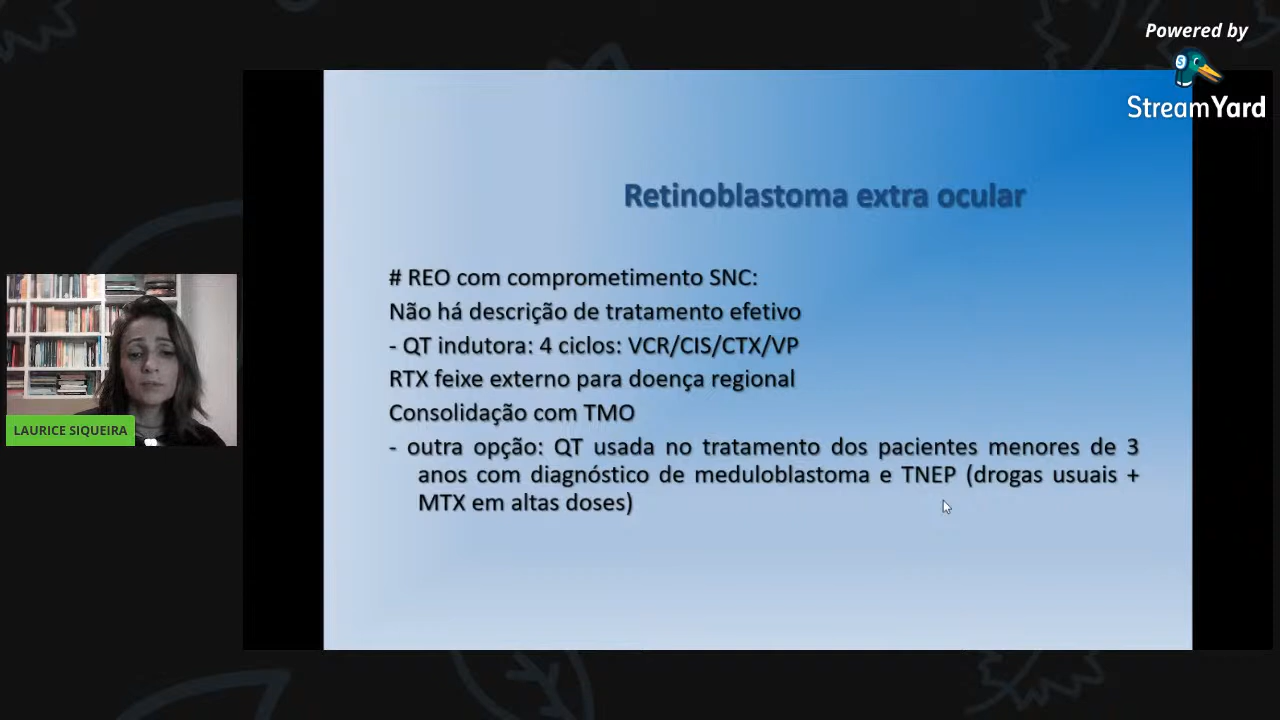 Powered by
StreamYard
Retinoblastoma extra ocular
# REO com comprometimento SNC:
Não há descrição de tratamento efetivo
- QT indutora: 4 ciclos: VCR/CIS/CTX/VP
RTX feixe externo para doença regional
Consolidação com TMO
- outra opção: QT usada no tratamento dos pacientes menores de 3
anos com diagnóstico de meduloblastoma e TNEP (drogas usuais +
MTX em altas doses)
LAURICE SIQUEIRA